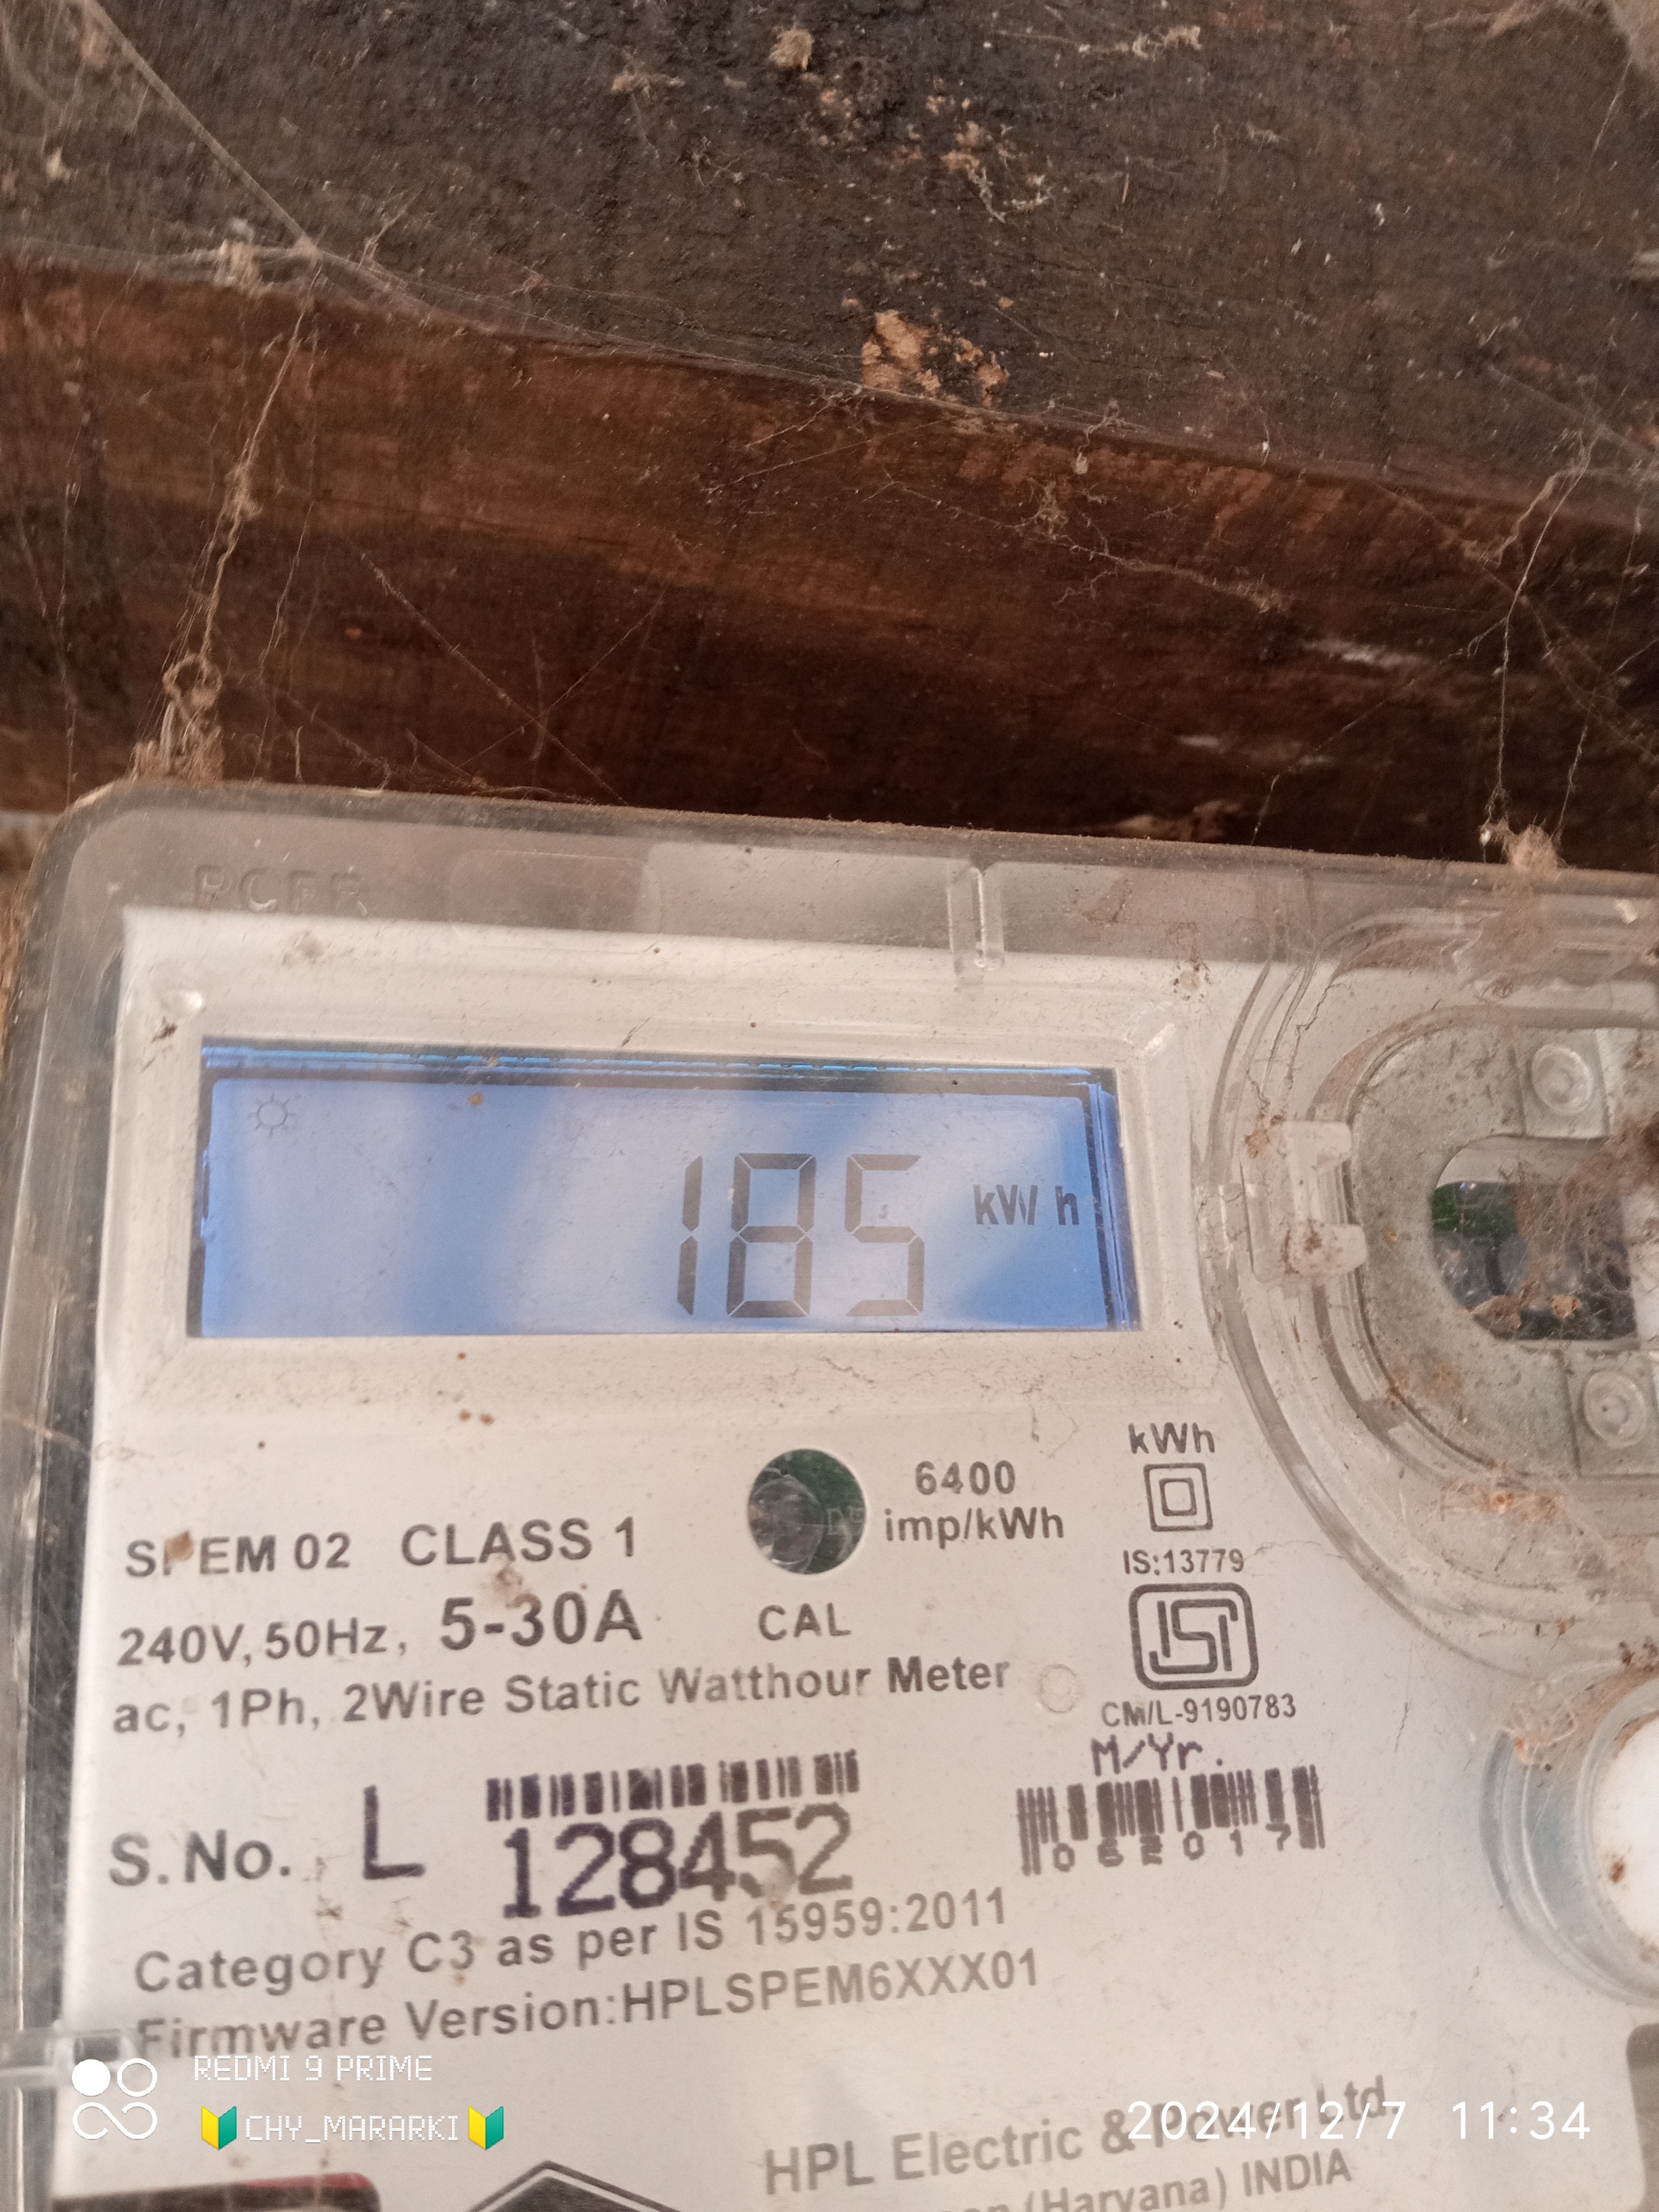 185 kWh
kWh
6400
imp/kWh
SPEM 02 CLASS 1
IS:13779
240V, 50Hz, 5-30A
CAL
ISI
ac, 1Ph, 2Wire Static Watthour Meter
CM/L-9190783
M/Yr.
S.No. L 128452
062017
Category C3 as per IS 15959:2011
Firmware Version:HPLSPEM6XXX01
REDMI 9 PRIME
CHY_MARARKI
2024/12/7 11:34
HPL Electric & Power Ltd.
(Haryana) INDIA